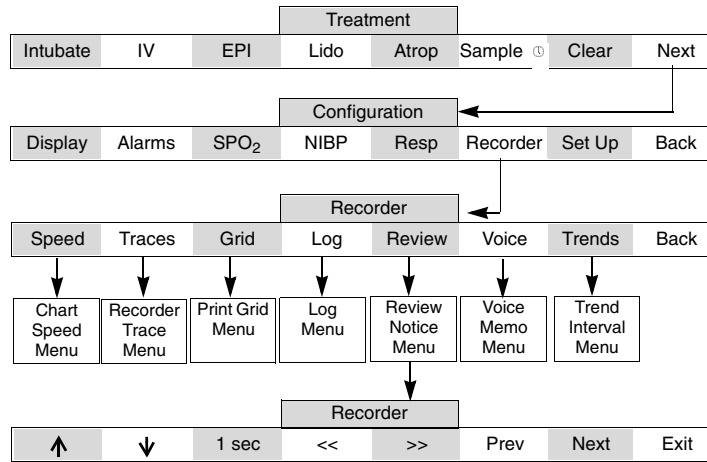 Treatment
Intubate IV EPI Lido Atrop Sample Clear Next
Configuration
Display Alarms SPO2 NIBP Resp Recorder Set Up Back
Recorder
Speed Traces Grid Log Review Voice Trends Back
Chart
Speed
Menu
Recorder
Trace
Menu
Print Grid
Menu
Log
Menu
Review
Notice
Menu
Voice
Memo
Menu
Trend
Interval
Menu
Recorder
1 sec << >> Prev Next Exit